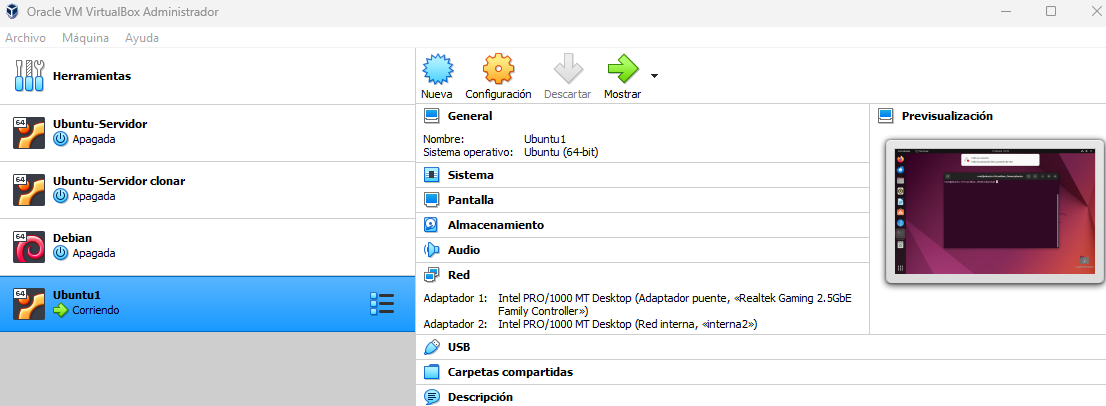 Oracle VM VirtualBox Administrador
Archivo Máquina Ayuda
Herramientas
64
Ubuntu-Servidor
Apagada
64
Ubuntu-Servidor clonar
Apagada
64
Debian
Apagada
64
Ubuntu1
Corriendo
Nueva Configuración Descartar Mostrar
General
Nombre: Ubuntu1
Sistema operativo: Ubuntu (64-bit)
Sistema
Pantalla
Almacenamiento
Audio
Red
Adaptador 1: Intel PRO/1000 MT Desktop (Adaptador puente, «Realtek Gaming 2.5GbE
Family Controller»)
Adaptador 2: Intel PRO/1000 MT Desktop (Red interna, «interna2»)
USB
Carpetas compartidas
Descripción
Previsualización